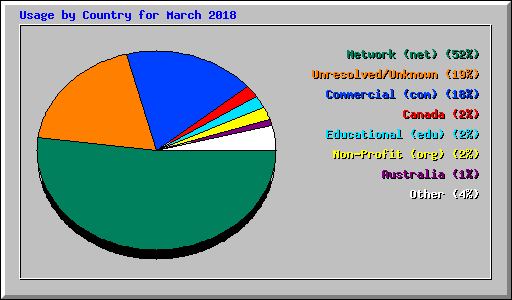 Usage by Country for March 2018
Network (net) (52%)
Unresolved/Unknown (19%)
Commercial (com) (18%)
Canada (2%)
Educational (edu) (2%)
Non-Profit (org) (2%)
Australia (1%)
Other (4%)